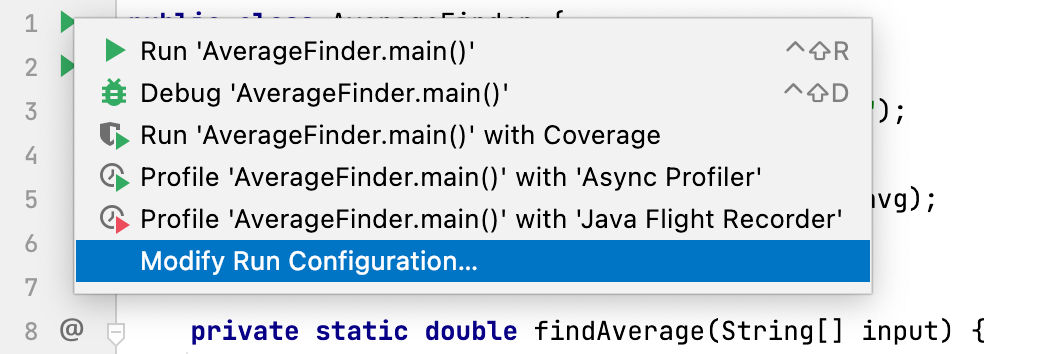 1 public class AverageFinder {
Run 'AverageFinder.main()' ⌃⇧R
2
Debug 'AverageFinder.main()' ⌃⇧D
3 ");
Run 'AverageFinder.main()' with Coverage
4
Profile 'AverageFinder.main()' with 'Async Profiler'
5 avg);
Profile 'AverageFinder.main()' with 'Java Flight Recorder'
6
Modify Run Configuration...
7
8 @ private static double findAverage(String[] input) {